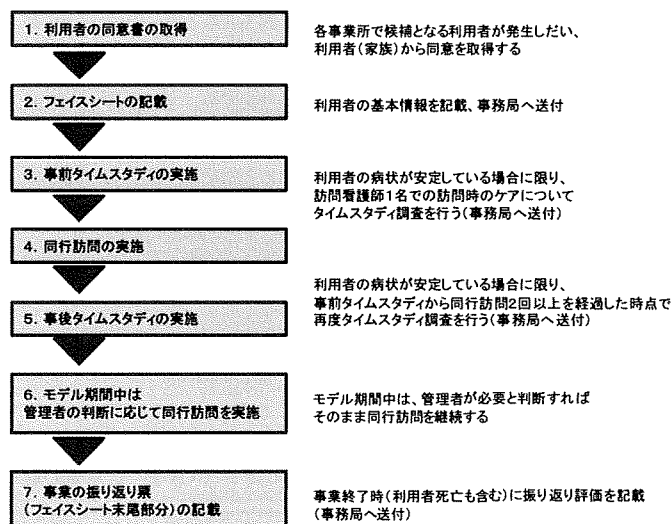 1．利用者の同意書の取得
各事業所で候補となる利用者が発生しだい、
利用者（家族）から同意を取得する
2．フェイスシートの記載
利用者の基本情報を記載、事務局へ送付
3．事前タイムスタディの実施
利用者の病状が安定している場合に限り、
訪問看護師1名での訪問時のケアについて
タイムスタディ調査を行う（事務局へ送付）
4．同行訪問の実施
利用者の病状が安定している場合に限り、
事前タイムスタディから同行訪問2回以上を経過した時点で
再度タイムスタディ調査を行う（事務局へ送付）
5．事後タイムスタディの実施
6．モデル期間中は
管理者の判断に応じて同行訪問を実施
モデル期間中は、管理者が必要と判断すれば
そのまま同行訪問を継続する
7．事業の振り返り票
（フェイスシート末尾部分）の記載
事業終了時（利用者死亡も含む）に振り返り評価を記載
（事務局へ送付）